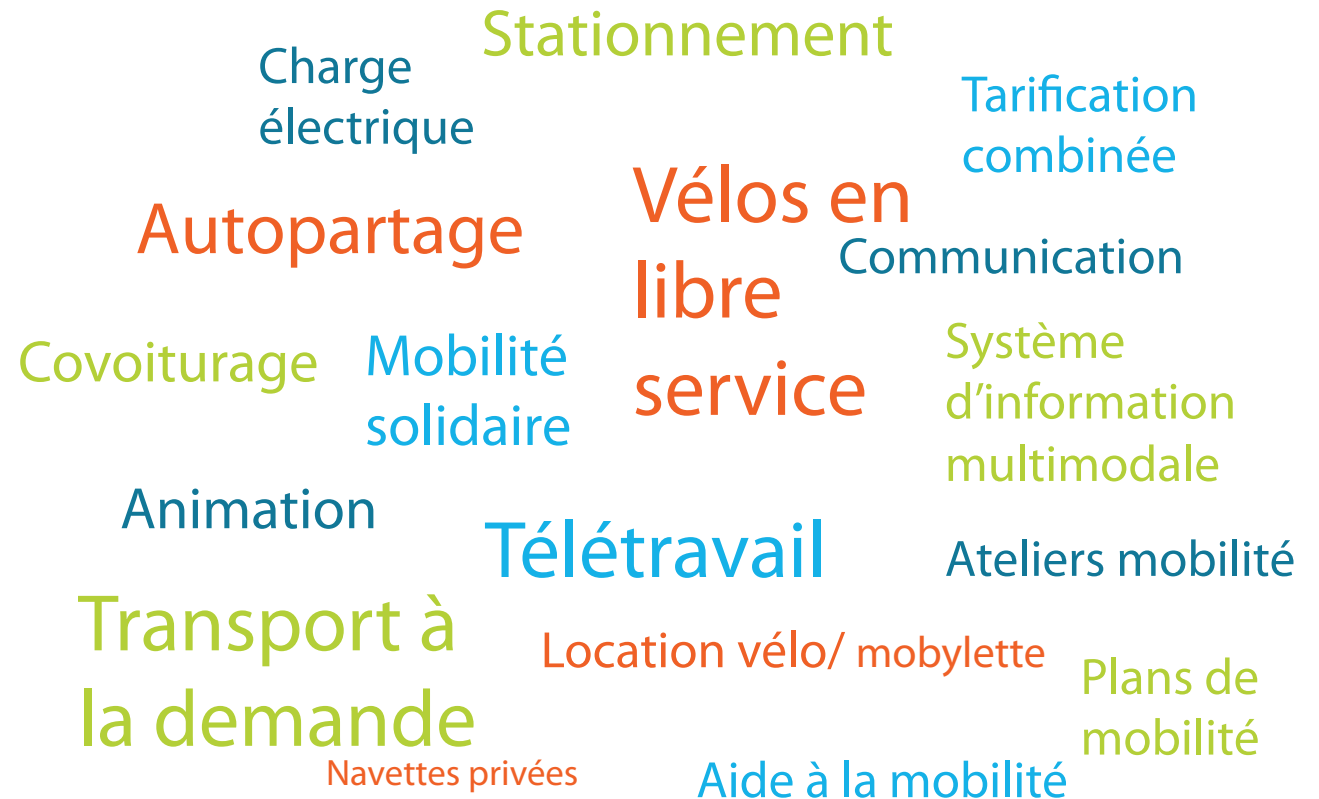 Stationnement
Charge
électrique
Tarification
combinée
Autopartage
Vélos en
libre
service
Communication
Covoiturage
Mobilité
solidaire
Système
d’information
multimodale
Animation
Télétravail
Ateliers mobilité
Transport à
la demande
Location vélo/ mobylette
Plans de
mobilité
Navettes privées
Aide à la mobilité